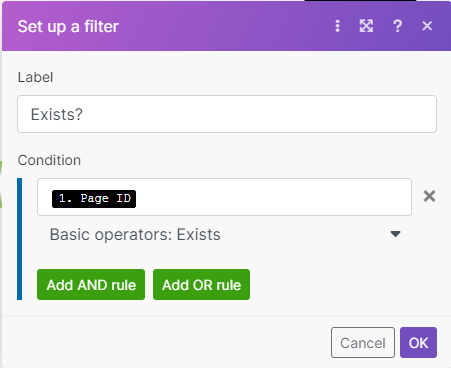 Set up a filter
?
Label
Exists?
Condition
1. Page ID
Basic operators: Exists
Add AND rule Add OR rule
Cancel OK